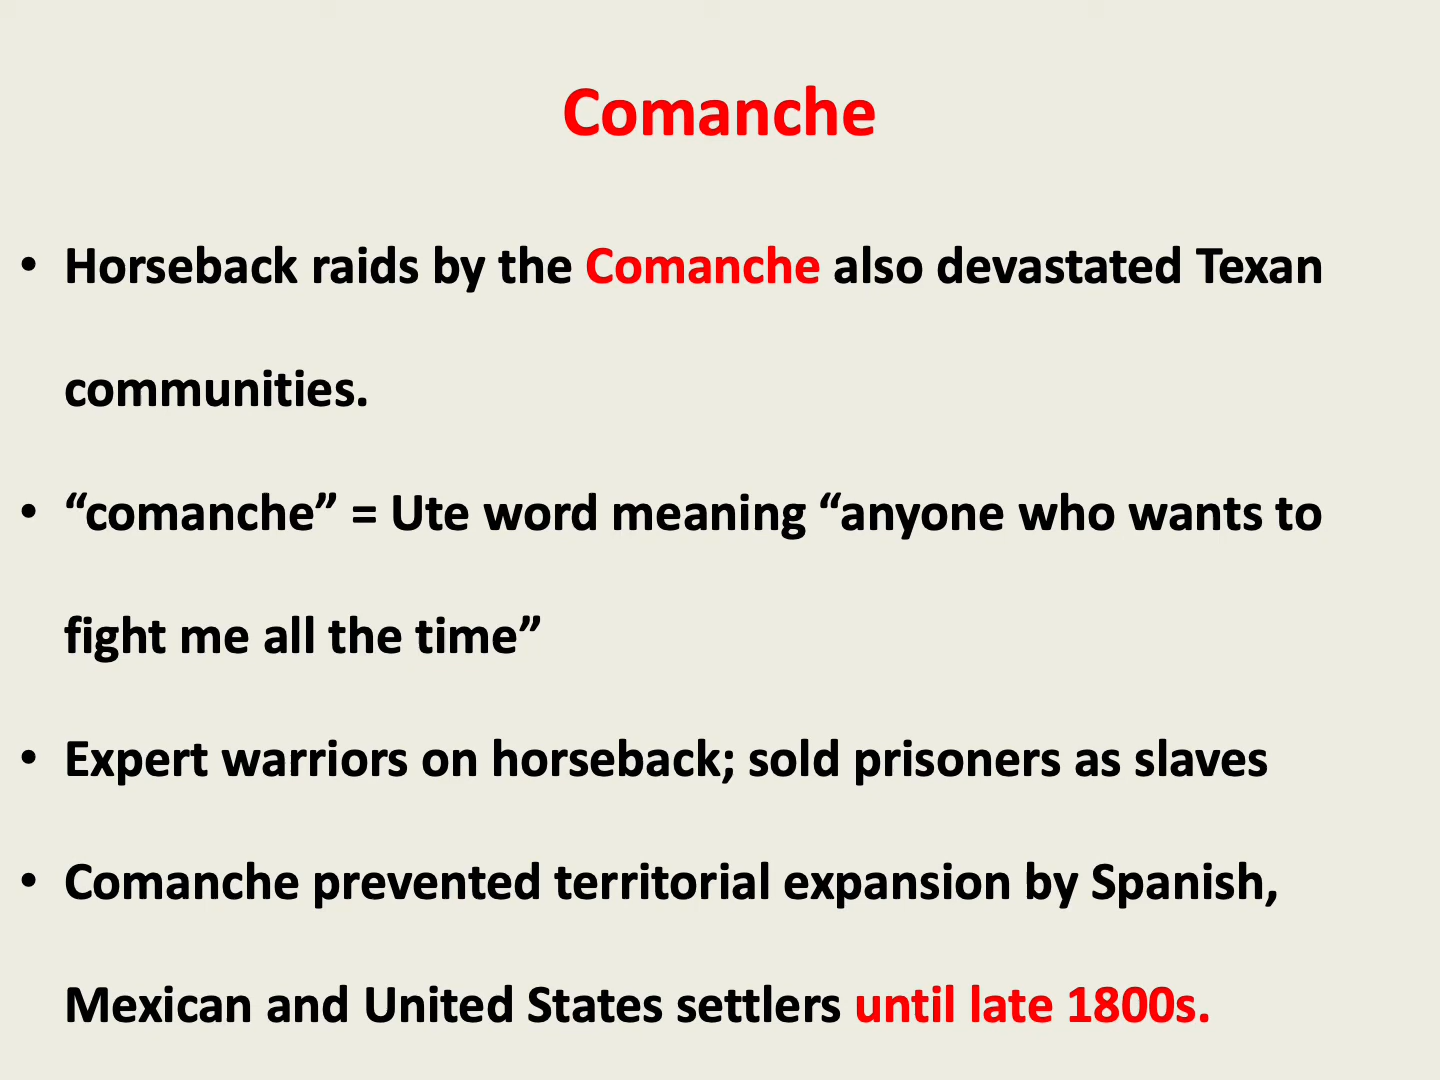 Comanche
• Horseback raids by the Comanche also devastated Texan
communities.
• “comanche” = Ute word meaning “anyone who wants to
fight me all the time”
• Expert warriors on horseback; sold prisoners as slaves
• Comanche prevented territorial expansion by Spanish,
Mexican and United States settlers until late 1800s.